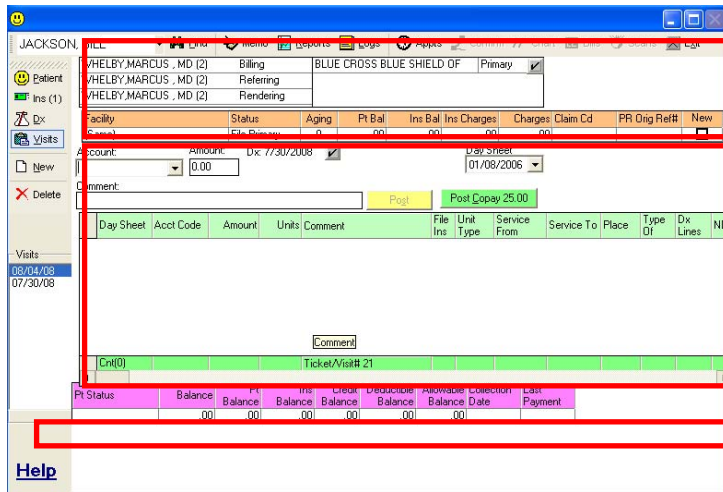 JACKSON, BILL Find Memo Reports Logs Appts Confirm Chart Bills Scans Exit
WHELBY,MARCUS , MD (2) Billing BLUE CROSS BLUE SHIELD OF Primary
WHELBY,MARCUS , MD (2) Referring
WHELBY,MARCUS , MD (2) Rendering
Patient
Ins (1)
Dx
Visits
New
Delete
Facility Status Aging Pt Bal Ins Bal Ins Charges Charges Claim Cd PR Orig Ref# New
(Same) File Primary 0 .00 .00 .00 .00
Account: Amount: Dx: 7/30/2008 Day Sheet
0.00 01/08/2006
Comment:
Post Post Copay 25.00
Day Sheet Acct Code Amount Units Comment File Ins Unit Type Service From Service To Place Type Of Dx Lines
Visits
08/04/08
07/30/08
Comment
Cnt(0) Ticket/Visit# 21
Pt Status Balance Pt Balance Ins Balance Credit Balance Deductible Balance Allowable Balance Collection Date Last Payment
.00 .00 .00 .00 .00 .00
Help